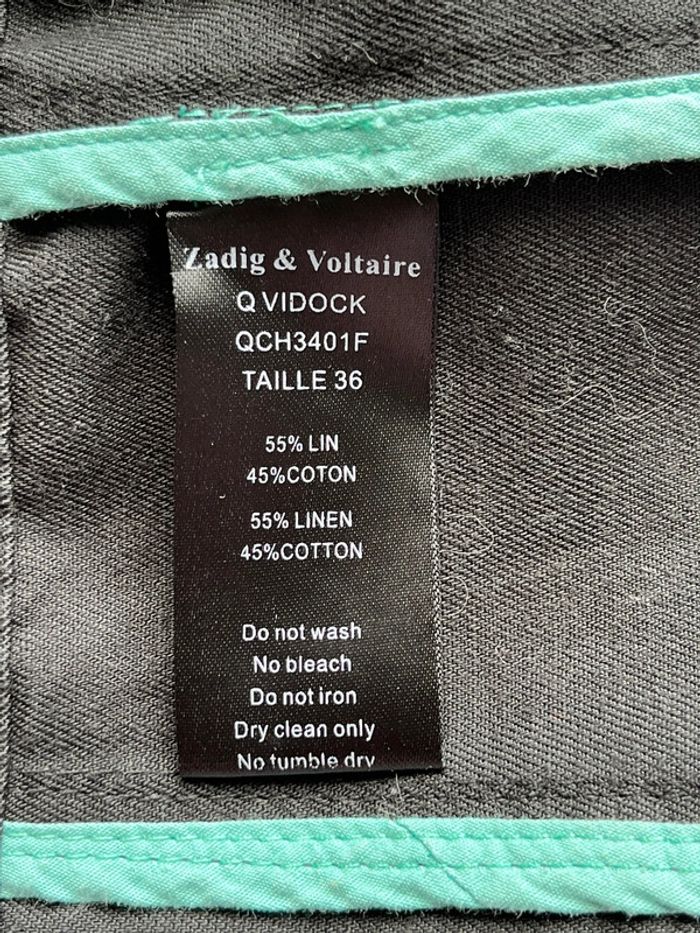 Zadig & Voltaire
Q VIDOCK
QCH3401F
TAILLE 36
55% LIN
45%COTON
55% LINEN
45%COTTON
Do not wash
No bleach
Do not iron
Dry clean only
No tumble dry